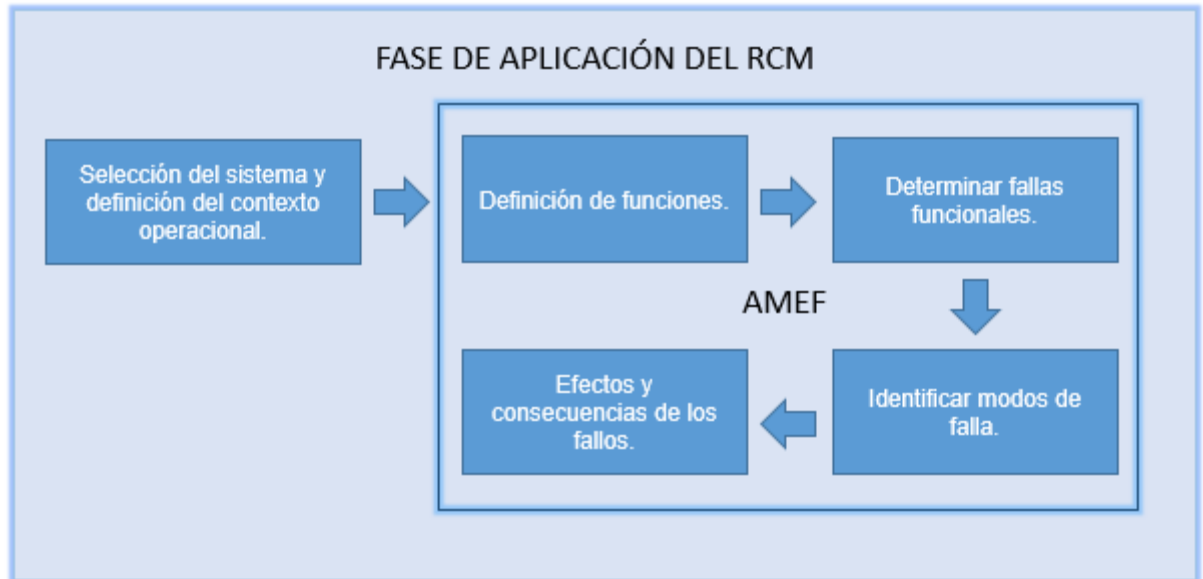 FASE DE APLICACIÓN DEL RCM
Selección del sistema y
definición del contexto
operacional.
Definición de funciones.
Determinar fallas
funcionales.
AMEF
Identificar modos de
falla.
Efectos y
consecuencias de los
fallos.